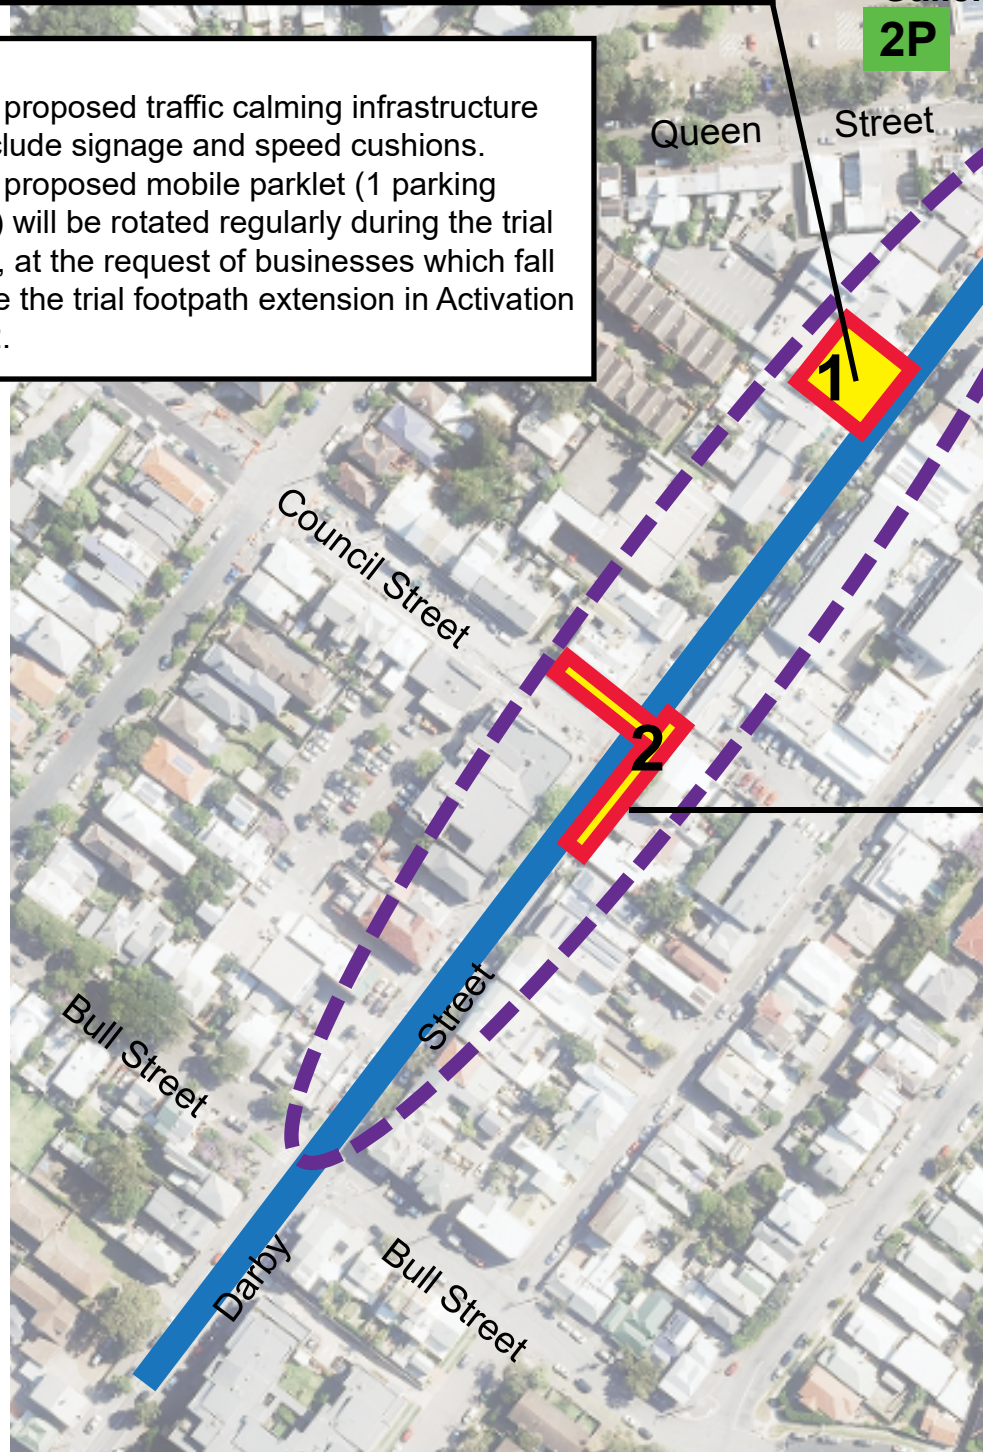 2P
proposed traffic calming infrastructure
clude signage and speed cushions.
proposed mobile parklet (1 parking
) will be rotated regularly during the trial
, at the request of businesses which fall
e the trial footpath extension in Activation
.
Queen Street
1
Council Street
2
Street
Bull Street
Darby
Bull Street